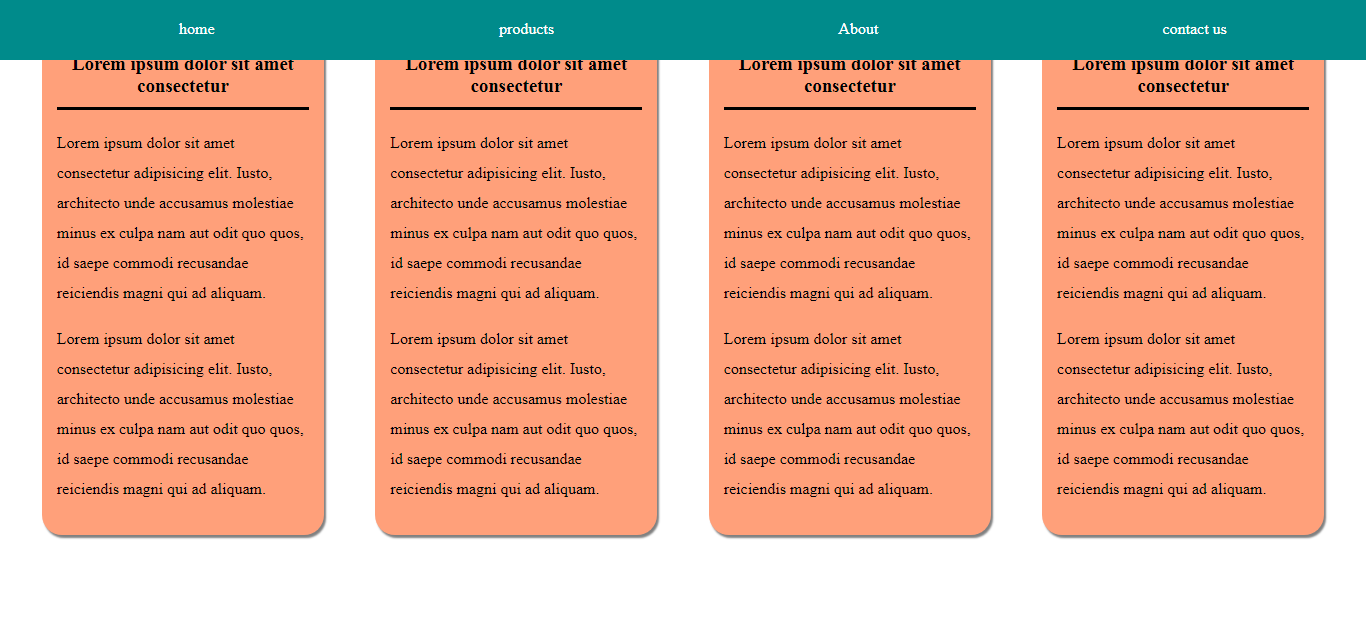 home products About contact us
Lorem ipsum dolor sit amet
consectetur
Lorem ipsum dolor sit amet
consectetur adipisicing elit. Iusto,
architecto unde accusamus molestiae
minus ex culpa nam aut odit quo quos,
id saepe commodi recusandae
reiciendis magni qui ad aliquam.
Lorem ipsum dolor sit amet
consectetur adipisicing elit. Iusto,
architecto unde accusamus molestiae
minus ex culpa nam aut odit quo quos,
id saepe commodi recusandae
reiciendis magni qui ad aliquam.
Lorem ipsum dolor sit amet
consectetur
Lorem ipsum dolor sit amet
consectetur adipisicing elit. Iusto,
architecto unde accusamus molestiae
minus ex culpa nam aut odit quo quos,
id saepe commodi recusandae
reiciendis magni qui ad aliquam.
Lorem ipsum dolor sit amet
consectetur adipisicing elit. Iusto,
architecto unde accusamus molestiae
minus ex culpa nam aut odit quo quos,
id saepe commodi recusandae
reiciendis magni qui ad aliquam.
Lorem ipsum dolor sit amet
consectetur
Lorem ipsum dolor sit amet
consectetur adipisicing elit. Iusto,
architecto unde accusamus molestiae
minus ex culpa nam aut odit quo quos,
id saepe commodi recusandae
reiciendis magni qui ad aliquam.
Lorem ipsum dolor sit amet
consectetur adipisicing elit. Iusto,
architecto unde accusamus molestiae
minus ex culpa nam aut odit quo quos,
id saepe commodi recusandae
reiciendis magni qui ad aliquam.
Lorem ipsum dolor sit amet
consectetur
Lorem ipsum dolor sit amet
consectetur adipisicing elit. Iusto,
architecto unde accusamus molestiae
minus ex culpa nam aut odit quo quos,
id saepe commodi recusandae
reiciendis magni qui ad aliquam.
Lorem ipsum dolor sit amet
consectetur adipisicing elit. Iusto,
architecto unde accusamus molestiae
minus ex culpa nam aut odit quo quos,
id saepe commodi recusandae
reiciendis magni qui ad aliquam.